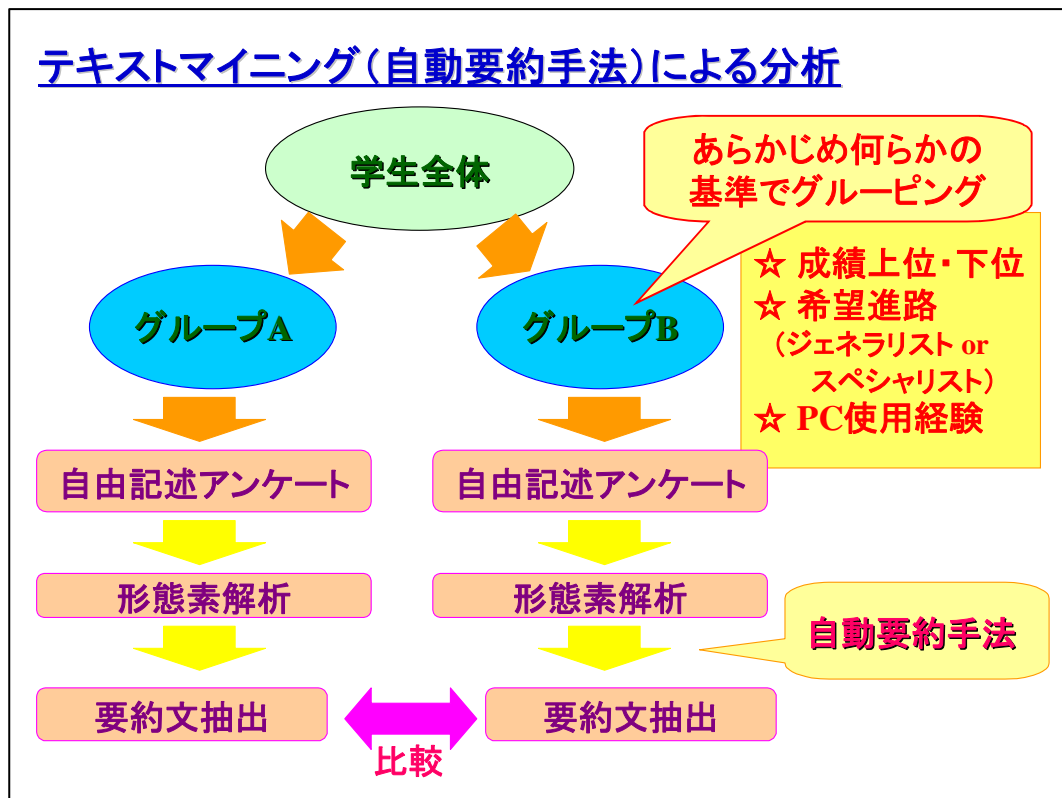 テキストマイニング(自動要約手法)による分析
学生全体
あらかじめ何らかの
基準でグルーピング
☆ 成績上位・下位
☆ 希望進路
(ジェネラリスト or
スペシャリスト)
☆ PC使用経験
グループA
グループB
自由記述アンケート
自由記述アンケート
形態素解析
形態素解析
自動要約手法
要約文抽出
要約文抽出
比較